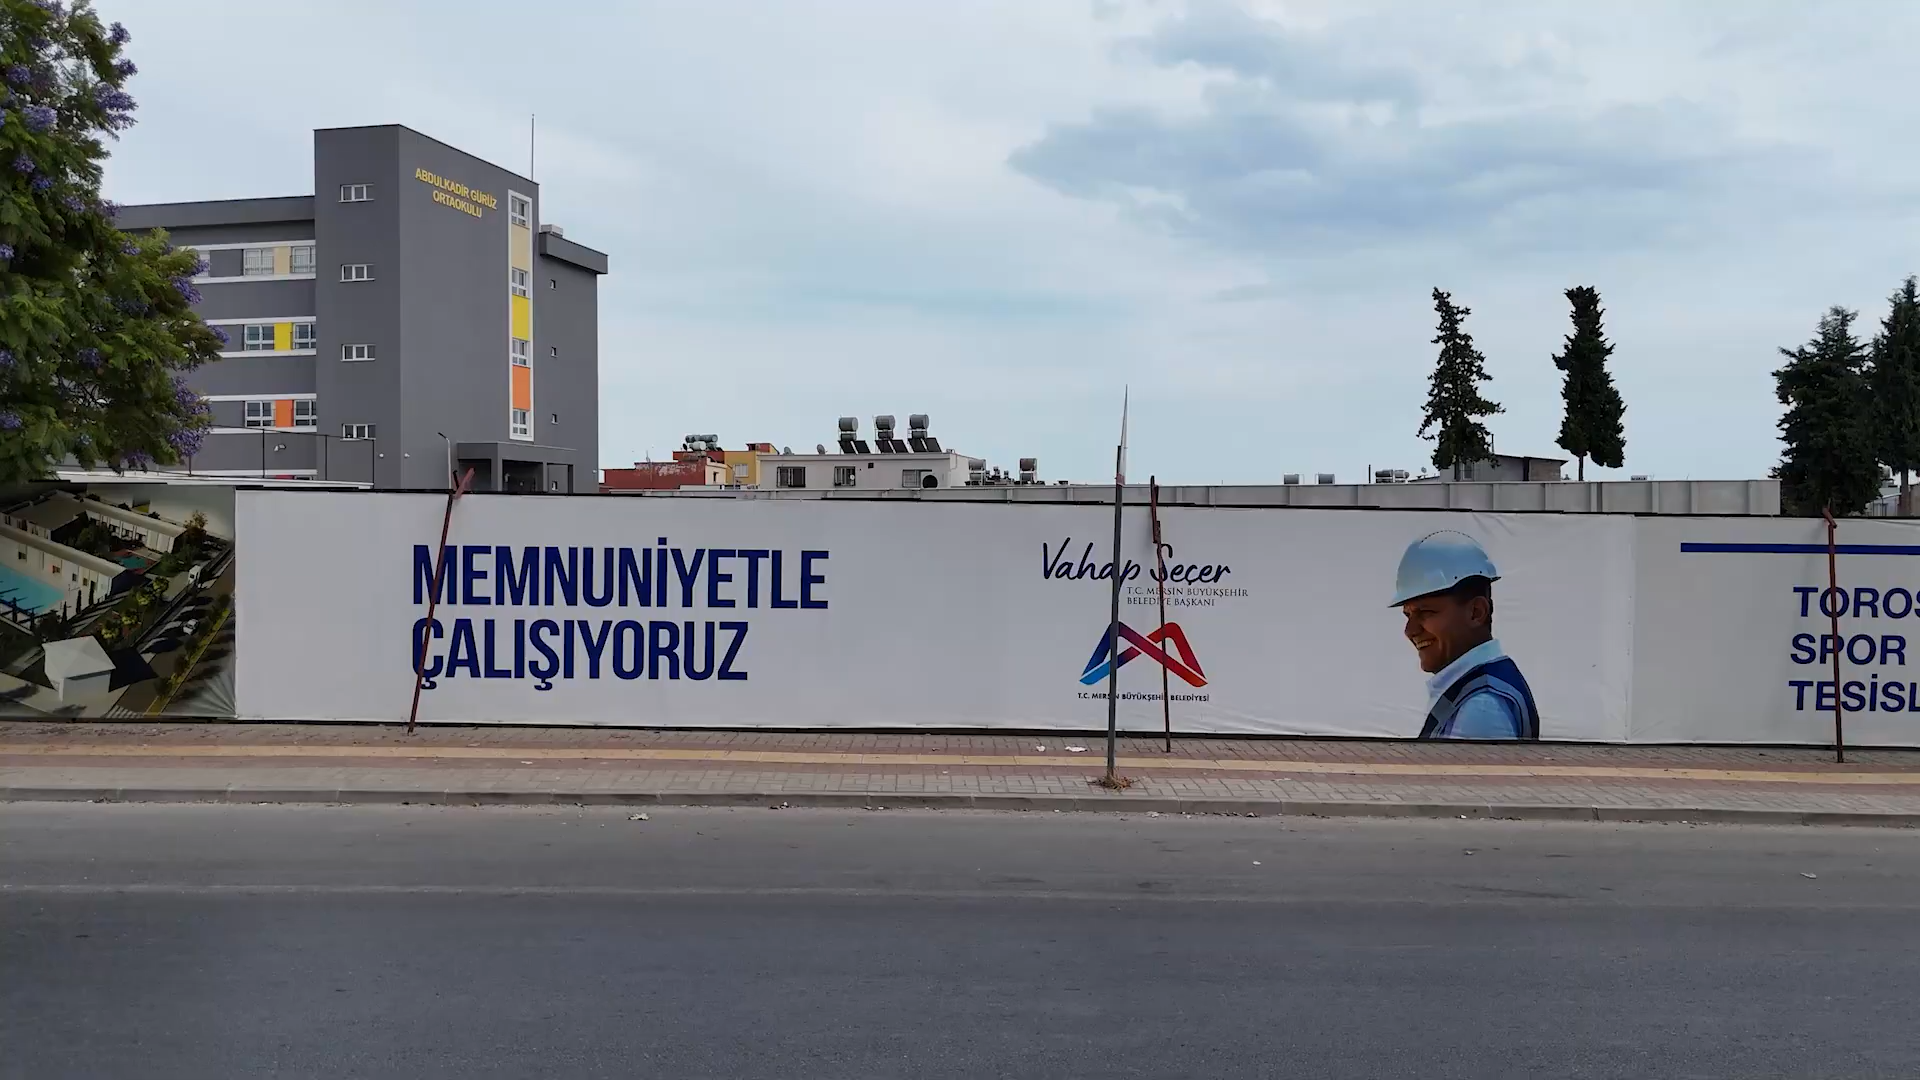 ABDULKADİR GÜRÜZ
ORTAOKULU
MEMNUNİYETLE
ÇALIŞIYORUZ
Vahap Seçer
T.C. MERSİN BÜYÜKŞEHİR
BELEDİYE BAŞKANI
T.C. MERSİN BÜYÜKŞEHİR BELEDİYESİ
TOROS
SPOR
TESİSL